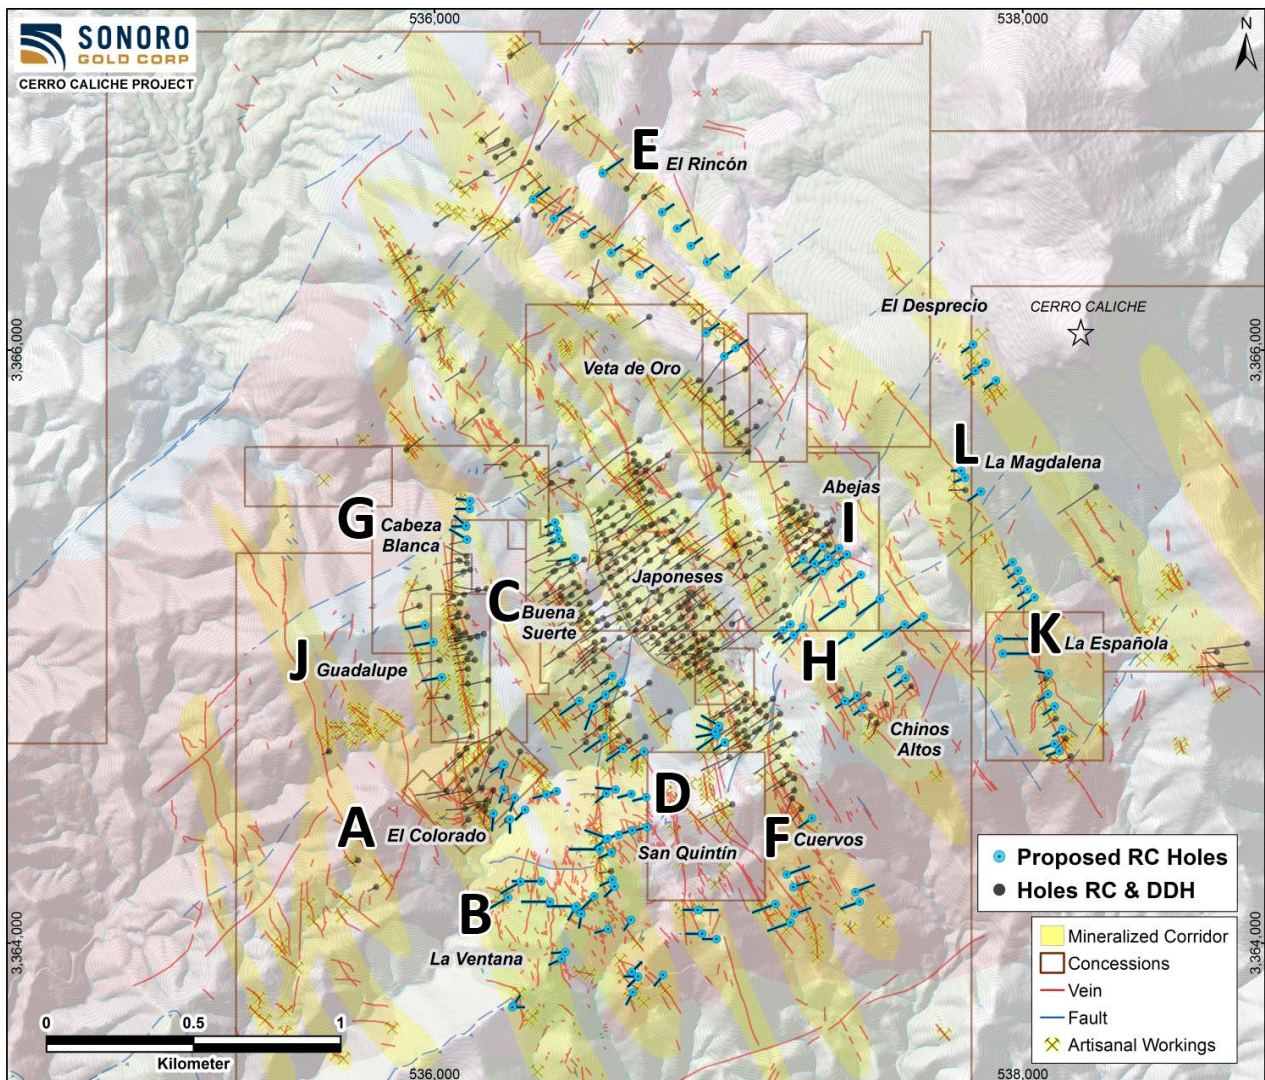 536,000
538,000
N
SONORO
GOLD CORP
CERRO CALICHE PROJECT
E
El Rincón
El Desprecio
CERRO CALICHE
3,366,000
3,366,000
Veta de Oro
L
La Magdalena
Abejas
I
G
Cabeza
Blanca
Japoneses
C
Buena
Suerte
J
Guadalupe
H
K
La Española
Chinos
Altos
D
A
El Colorado
San Quintín
F
Cuervos
B
La Ventana
3,364,000
3,364,000
Proposed RC Holes
Holes RC & DDH
Mineralized Corridor
Concessions
Vein
Fault
Artisanal Workings
0
0.5
1
Kilometer
536,000
538,000